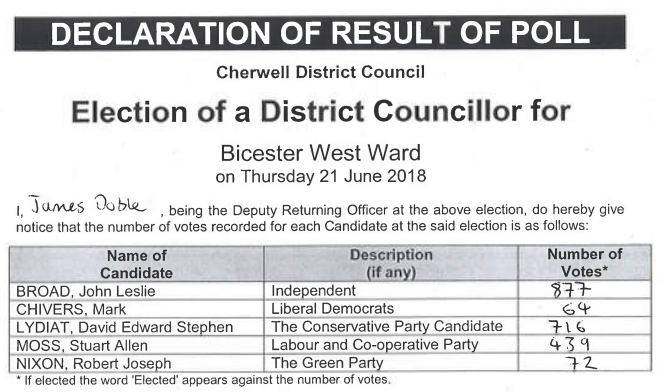 DECLARATION OF RESULT OF POLL
Cherwell District Council
Election of a District Councillor for
Bicester West Ward
on Thursday 21 June 2018
I, James Doble, being the Deputy Returning Officer at the above election, do hereby give
notice that the number of votes recorded for each Candidate at the said election is as follows:
Name of Candidate Description (if any) Number of Votes*
BROAD, John Leslie Independent 877
CHIVERS, Mark Liberal Democrats 64
LYDIAT, David Edward Stephen The Conservative Party Candidate 716
MOSS, Stuart Allen Labour and Co-operative Party 439
NIXON, Robert Joseph The Green Party 72
* If elected the word 'Elected' appears against the number of votes.